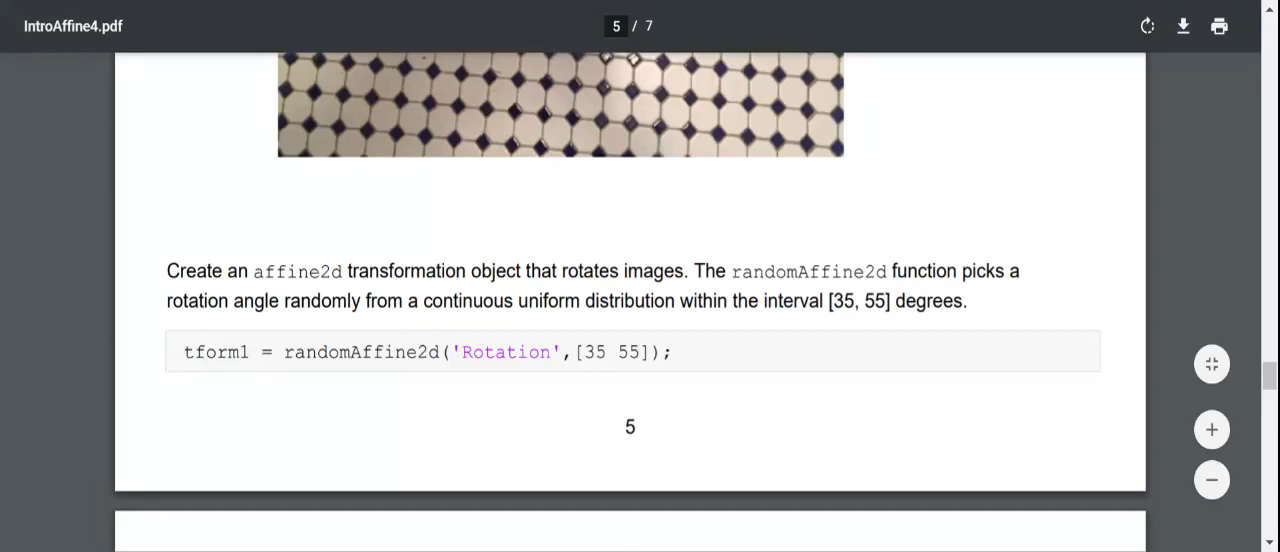 IntroAffine4.pdf
5 / 7
Create an affine2d transformation object that rotates images. The randomAffine2d function picks a
rotation angle randomly from a continuous uniform distribution within the interval [35, 55] degrees.
tform1 = randomAffine2d('Rotation',[35 55]);
5